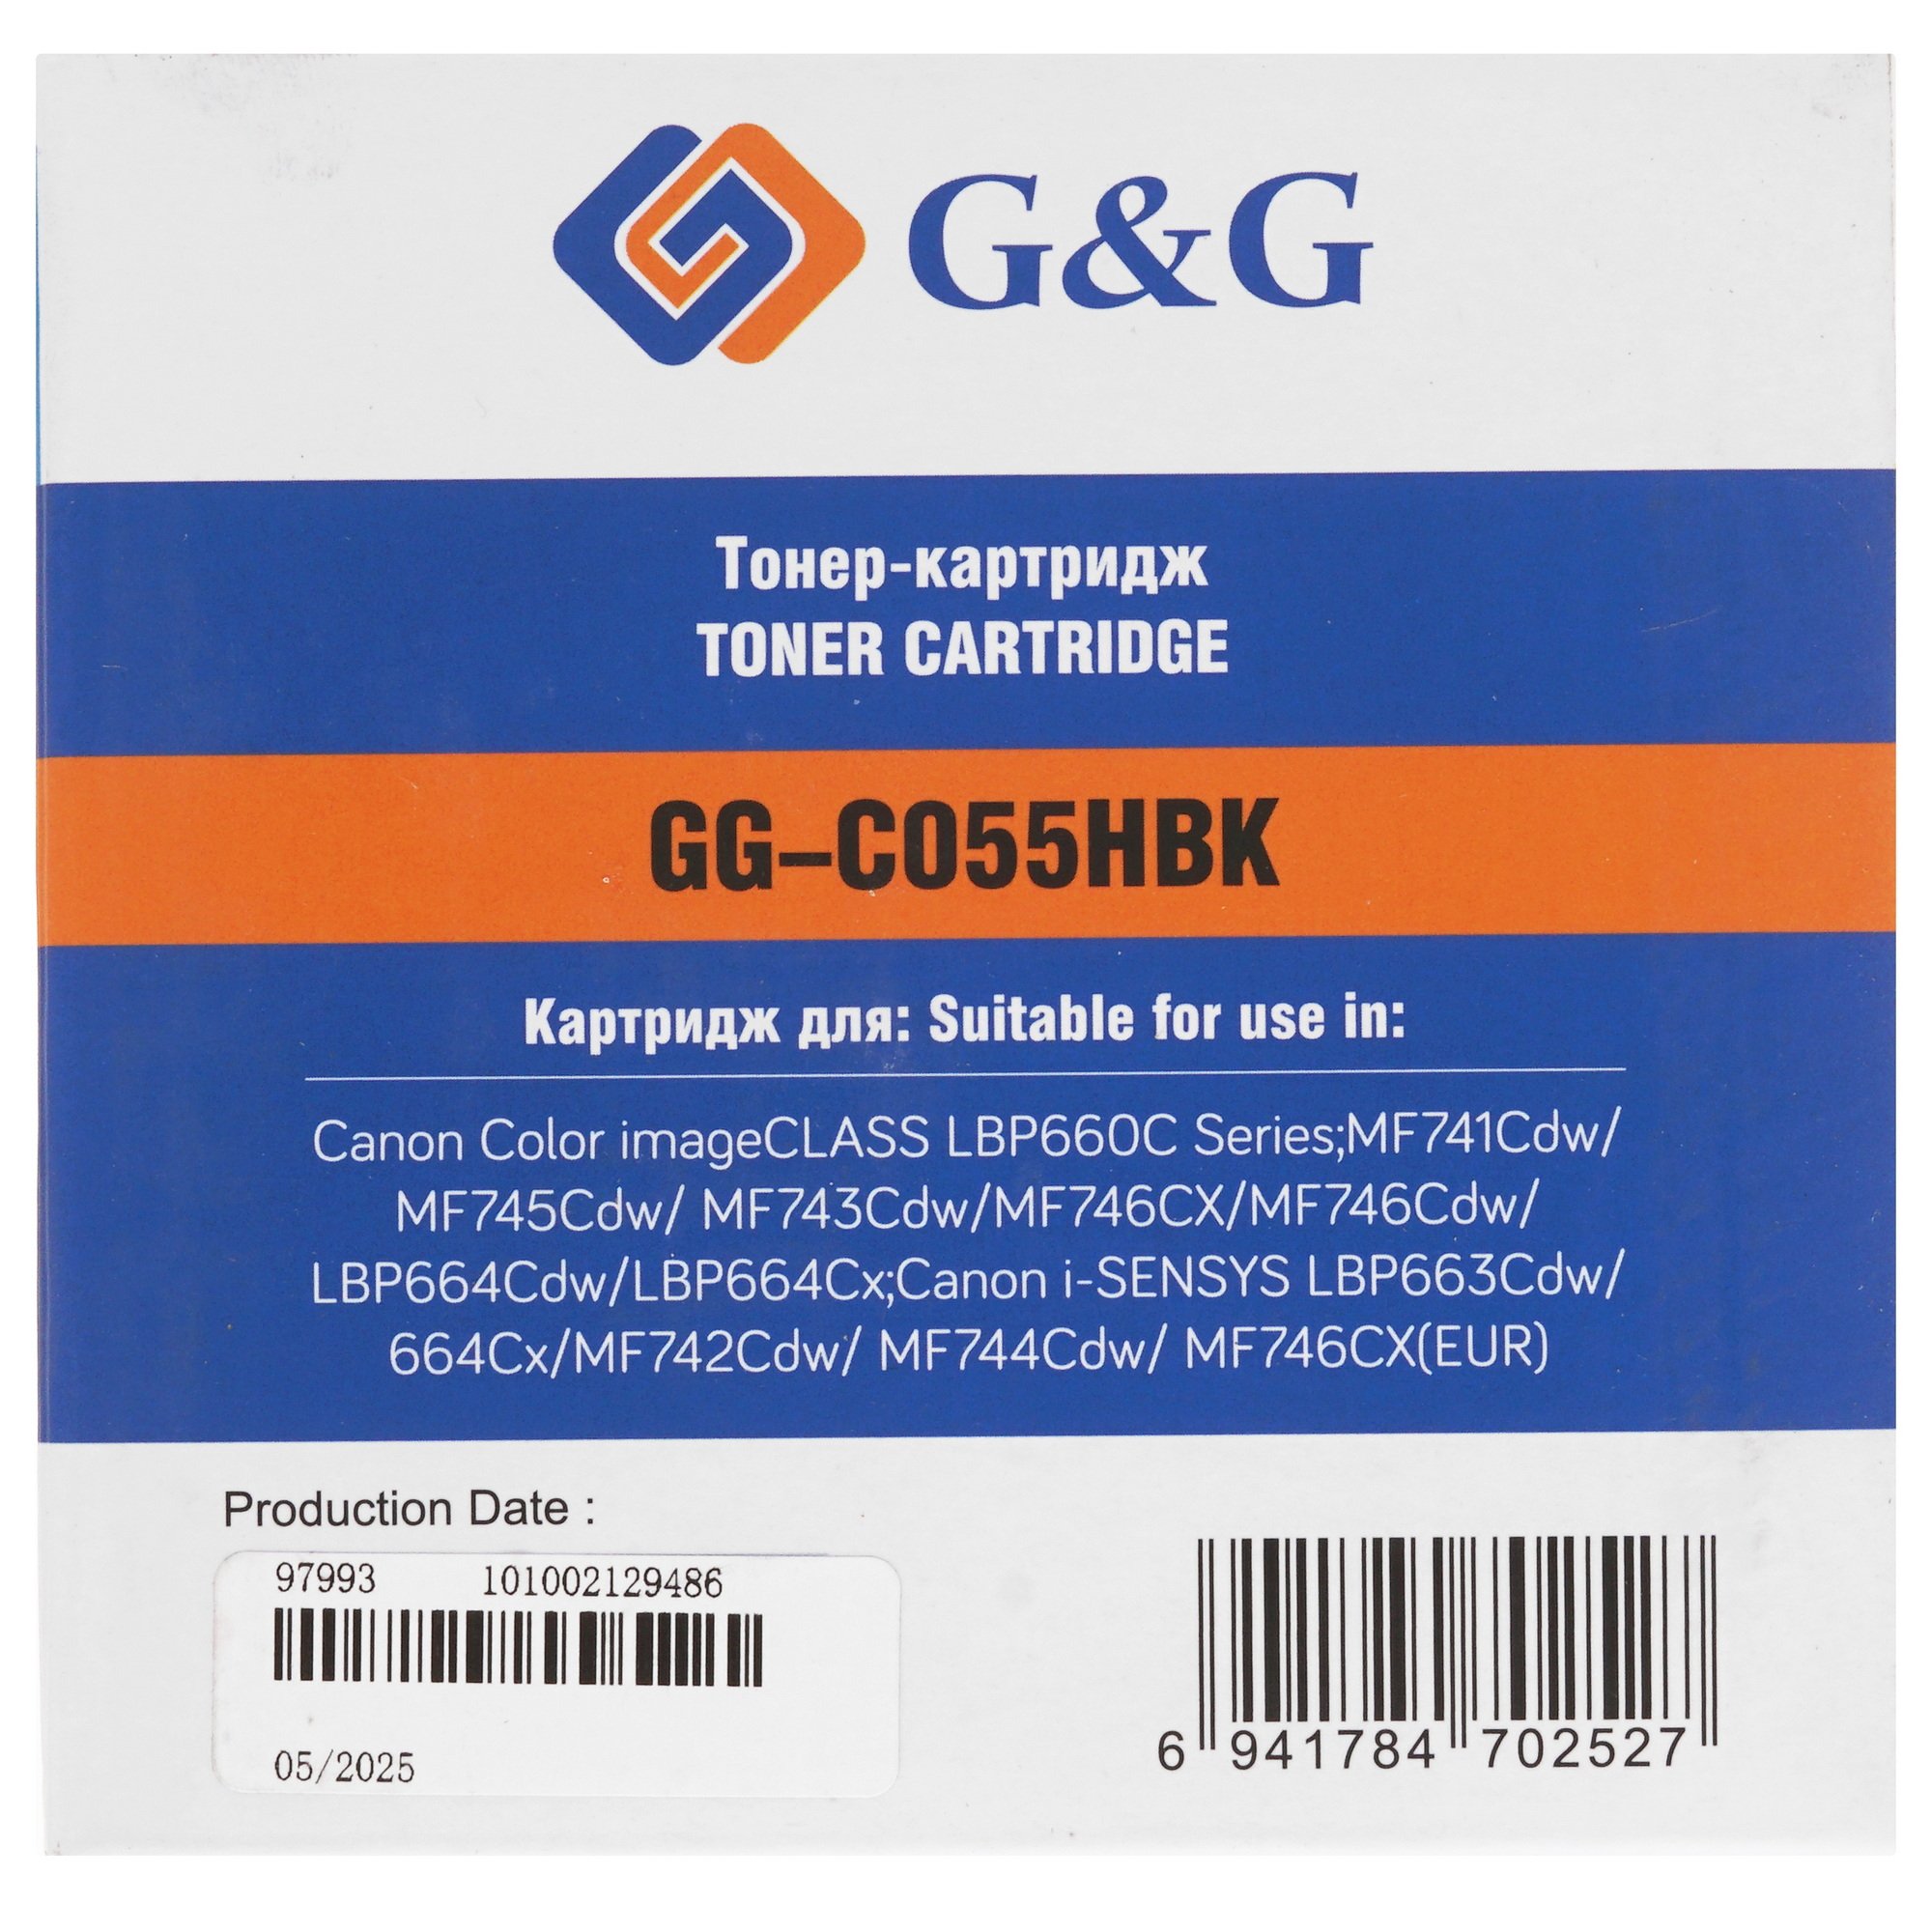 G&G
Тонер-картридж
TONER CARTRIDGE
GG-C055HBK
Картридж для: Suitable for use in:
Canon Color imageCLASS LBP660C Series;MF741Cdw/
MF745Cdw/ MF743Cdw/MF746CX/MF746Cdw/
LBP664Cdw/LBP664Cx;Canon i-SENSYS LBP663Cdw/
664Cx/MF742Cdw/ MF744Cdw/ MF746CX(EUR)
Production Date :
97993 101002129486
05/2025
6 941784 702527